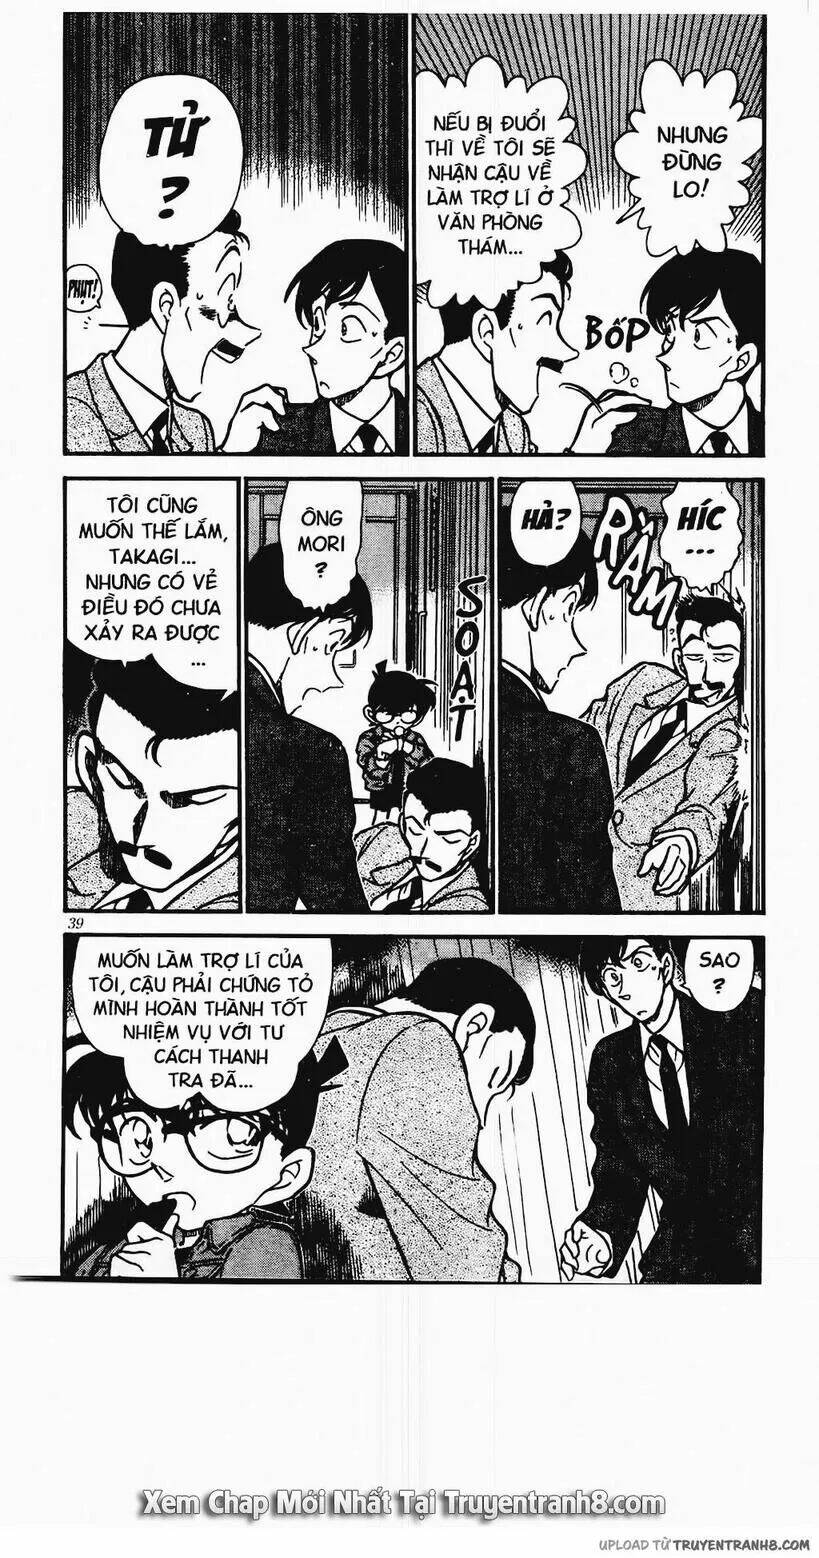 NHƯNG
ĐỪNG
LO!
NẾU BỊ ĐUỔI
THÌ VỀ TÔI SẼ
NHẬN CẬU VỀ
LÀM TRỢ LÍ Ở
VĂN PHÒNG
THÁM...
BỐP
TỬ
?
PHỤT!
HÍC
...
RẦM
HẢ?
ÔNG
MORI
?
SOẠT
TÔI CŨNG
MUỐN THẾ LẮM,
TAKAGI...
NHƯNG CÓ VẺ
ĐIỀU ĐÓ CHƯA
XẢY RA ĐƯỢC
...
39
SAO
?
MUỐN LÀM TRỢ LÍ CỦA
TÔI, CẬU PHẢI CHỨNG TỎ
MÌNH HOÀN THÀNH TỐT
NHIỆM VỤ VỚI TƯ
CÁCH THANH
TRA ĐÃ...
Xem Chap Mới Nhất Tại Truyentranh8.com
UPLOAD TỪ TRUYENTRANH8.COM